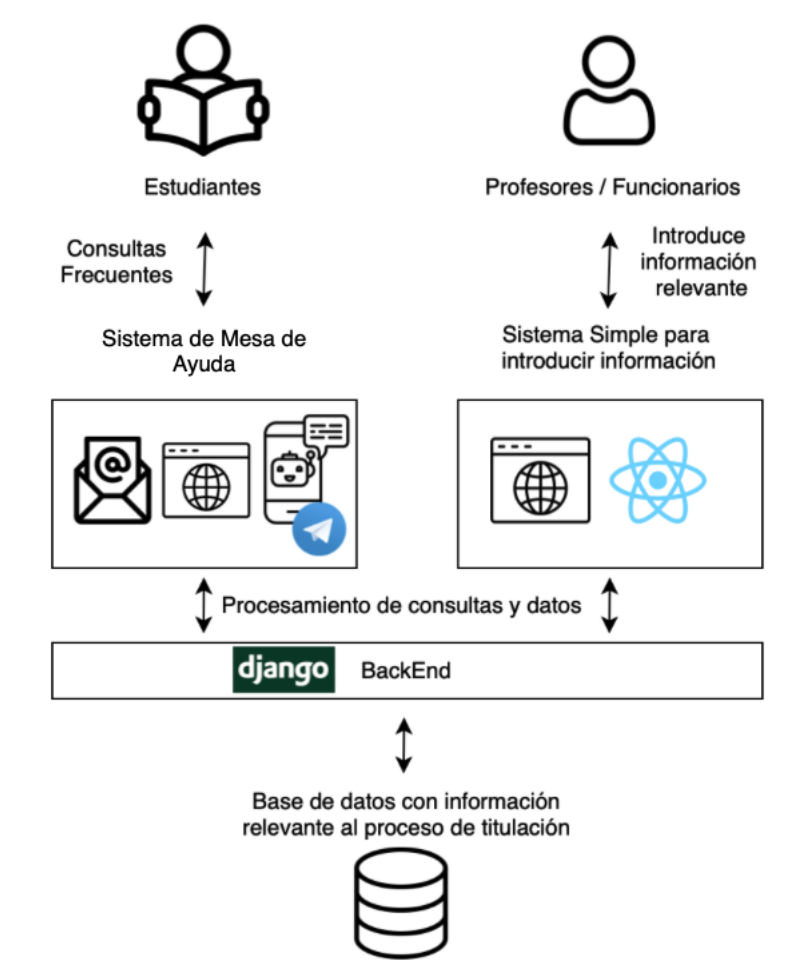 Estudiantes
Profesores / Funcionarios
Consultas
Frecuentes
Introduce
información
relevante
Sistema de Mesa de
Ayuda
Sistema Simple para
introducir información
@
Procesamiento de consultas y datos
django
BackEnd
Base de datos con información
relevante al proceso de titulación